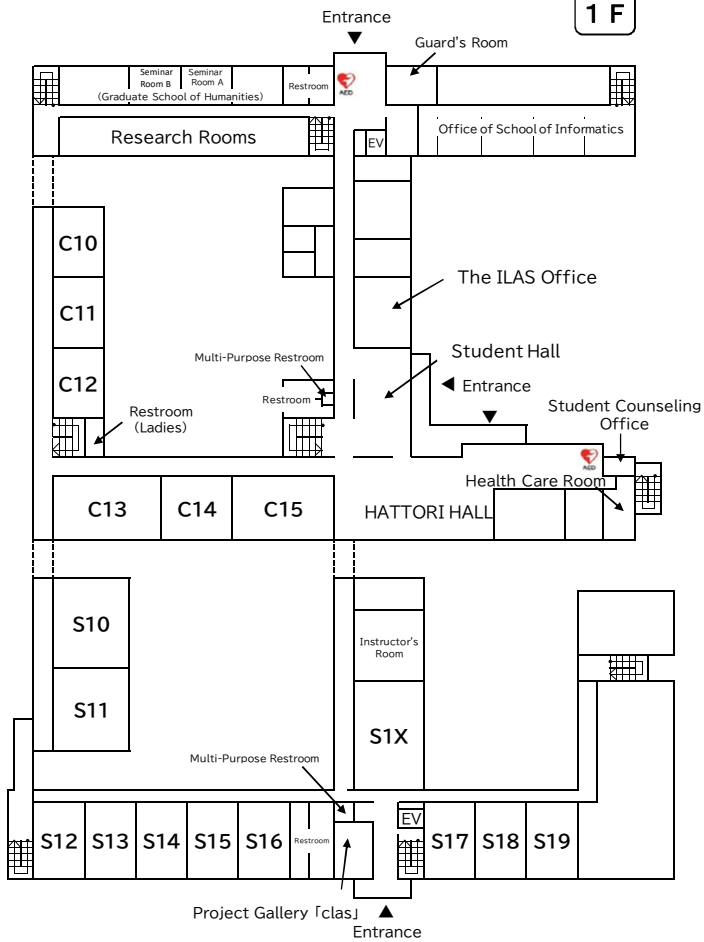 1 F
Entrance
Guard's Room
Seminar
Room B
Seminar
Room A
(Graduate School of Humanities)
Restroom
AED
Research Rooms
EV
Office of School of Informatics
C10
C11
C12
The ILAS Office
Multi-Purpose Restroom
Student Hall
Restroom
Entrance
Restroom
(Ladies)
Student Counseling
Office
AED
Health Care Room
C13
C14
C15
HATTORI HALL
S10
S11
Instructor's
Room
S1X
Multi-Purpose Restroom
EV
S12
S13
S14
S15
S16
Restroom
S17
S18
S19
Project Gallery「clas」
Entrance